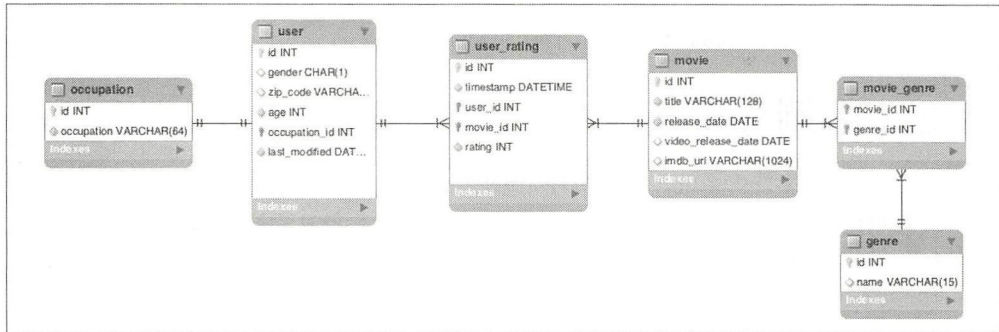 occupation
id INT
occupation VARCHAR(64)
Indexes
user
id INT
gender CHAR(1)
zip_code VARCHA...
age INT
occupation_id INT
last_modified DAT...
Indexes
user_rating
id INT
timestamp DATETIME
user_id INT
movie_id INT
rating INT
Indexes
movie
id INT
title VARCHAR(128)
release_date DATE
video_release_date DATE
imdb_url VARCHAR(1024)
Indexes
movie_genre
movie_id INT
genre_id INT
Indexes
genre
id INT
name VARCHAR(15)
Indexes